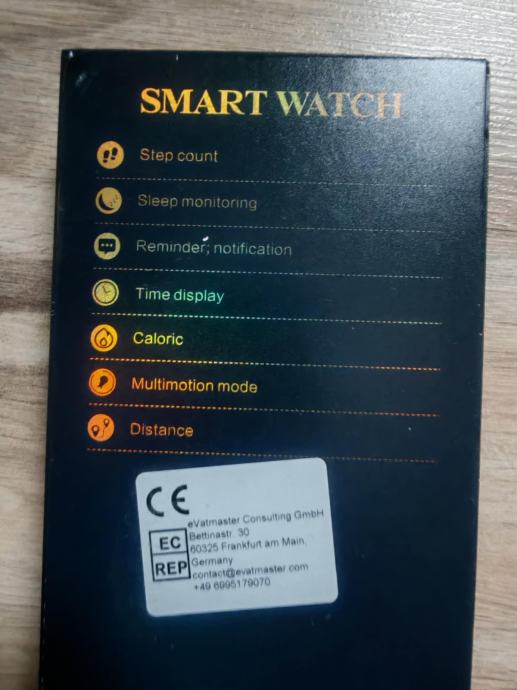 SMART WATCH
Step count
Sleep monitoring
Reminder; notification
Time display
Caloric
Multimotion mode
Distance
CE
EC REP
eVatmaster Consulting GmbH
Bettinastr. 30
60325 Frankfurt am Main,
Germany
contact@evatmaster.com
+49 6995179070